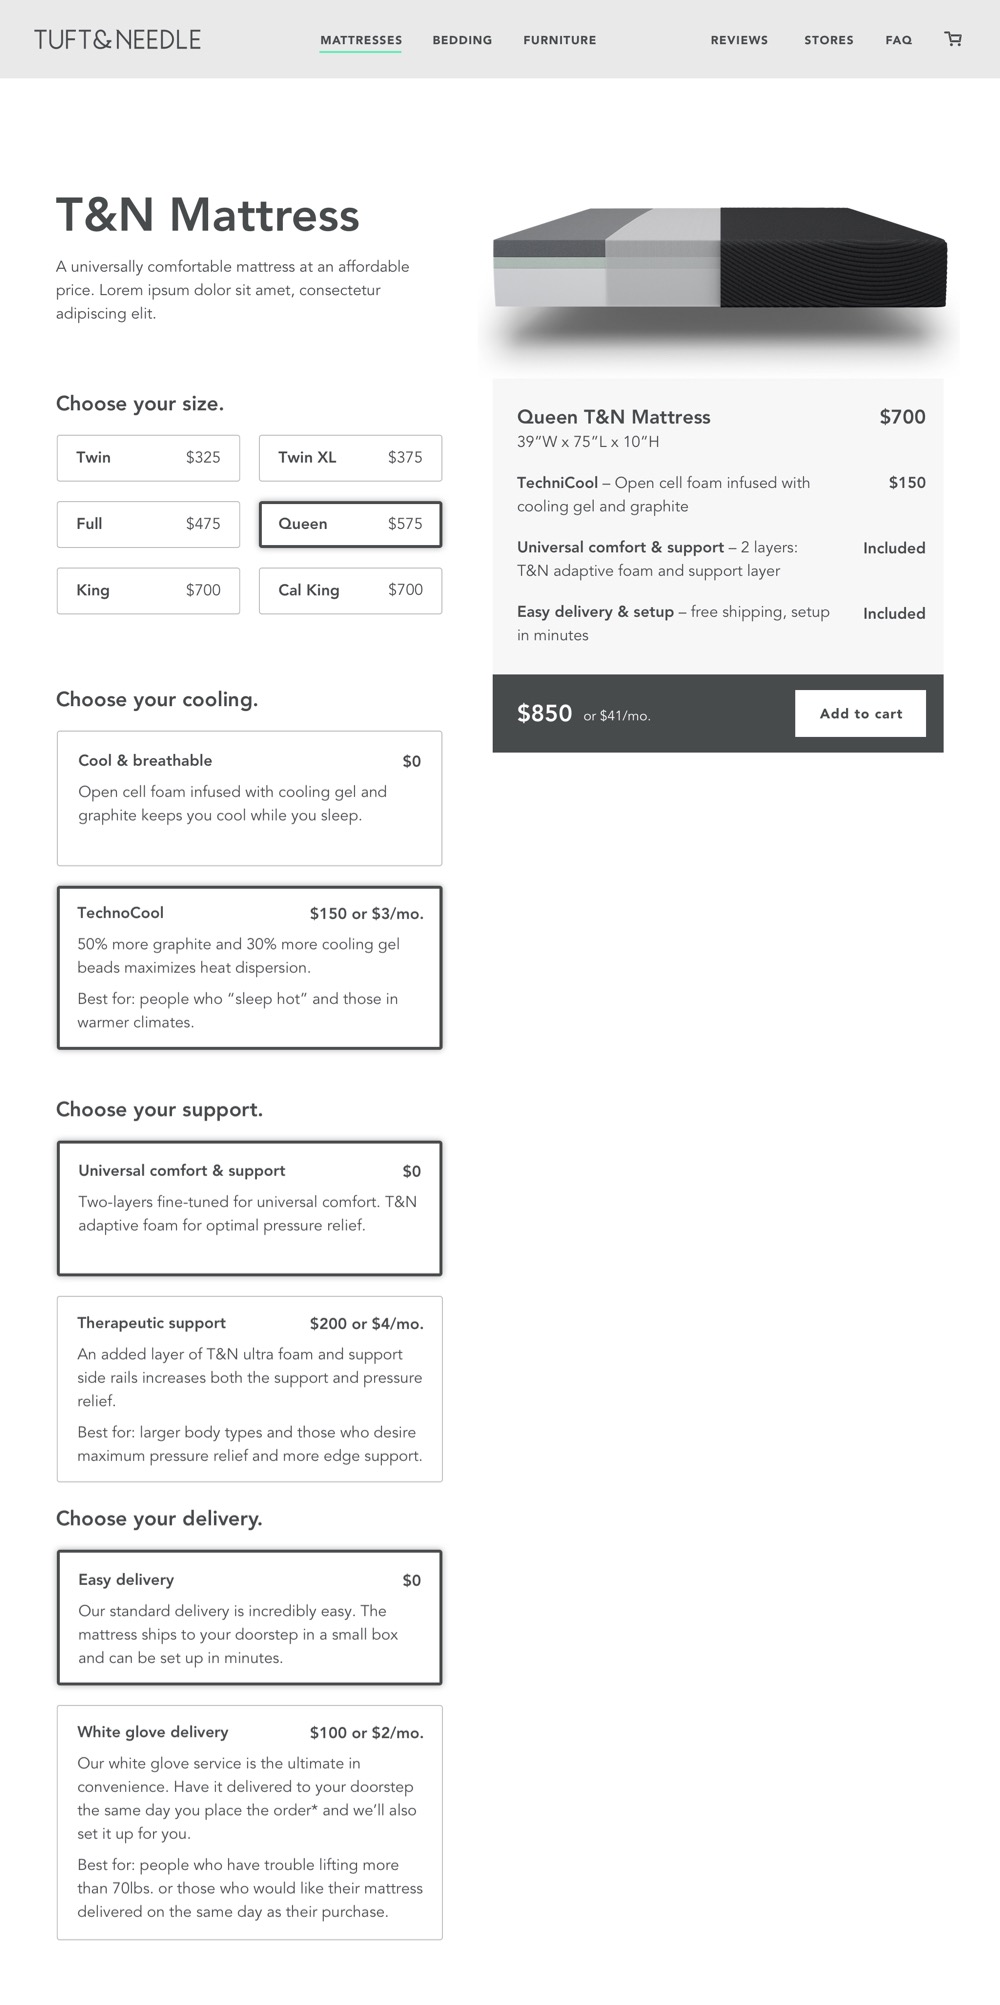 TUFT&NEEDLE
MATTRESSES BEDDING FURNITURE REVIEWS STORES FAQ
T&N Mattress
A universally comfortable mattress at an affordable
price. Lorem ipsum dolor sit amet, consectetur
adipiscing elit.
Choose your size.
Twin $325
Twin XL $375
Full $475
Queen $575
King $700
Cal King $700
Choose your cooling.
Cool & breathable $0
Open cell foam infused with cooling gel and
graphite keeps you cool while you sleep.
TechnoCool $150 or $3/mo.
50% more graphite and 30% more cooling gel
beads maximizes heat dispersion.
Best for: people who “sleep hot” and those in
warmer climates.
Choose your support.
Universal comfort & support $0
Two-layers fine-tuned for universal comfort. T&N
adaptive foam for optimal pressure relief.
Therapeutic support $200 or $4/mo.
An added layer of T&N ultra foam and support
side rails increases both the support and pressure
relief.
Best for: larger body types and those who desire
maximum pressure relief and more edge support.
Choose your delivery.
Easy delivery $0
Our standard delivery is incredibly easy. The
mattress ships to your doorstep in a small box
and can be set up in minutes.
White glove delivery $100 or $2/mo.
Our white glove service is the ultimate in
convenience. Have it delivered to your doorstep
the same day you place the order* and we’ll also
set it up for you.
Best for: people who have trouble lifting more
than 70lbs. or those who would like their mattress
delivered on the same day as their purchase.
Queen T&N Mattress $700
39”W x 75”L x 10”H
TechniCool – Open cell foam infused with $150
cooling gel and graphite
Universal comfort & support – 2 layers: Included
T&N adaptive foam and support layer
Easy delivery & setup – free shipping, setup Included
in minutes
$850 or $41/mo. Add to cart